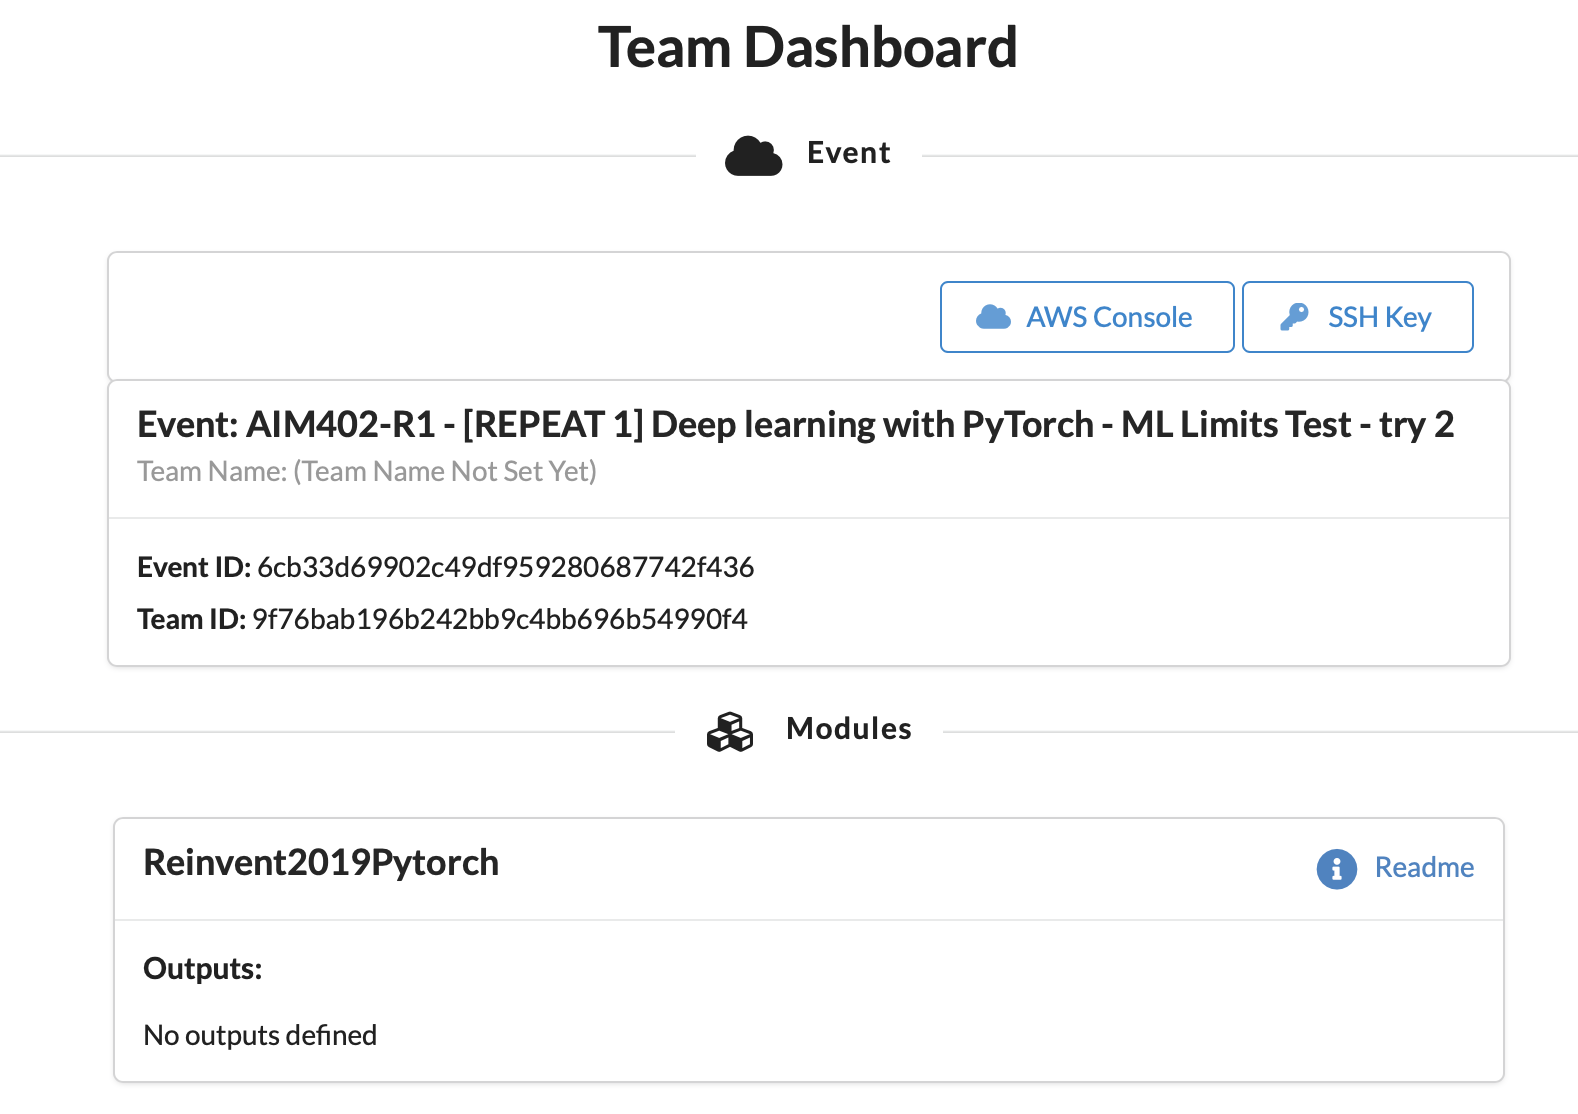 Team Dashboard
Event
AWS Console
SSH Key
Event: AIM402-R1 - [REPEAT 1] Deep learning with PyTorch - ML Limits Test - try 2
Team Name: (Team Name Not Set Yet)
Event ID: 6cb33d69902c49df959280687742f436
Team ID: 9f76bab196b242bb9c4bb696b54990f4
Modules
Reinvent2019Pytorch
Readme
Outputs:
No outputs defined